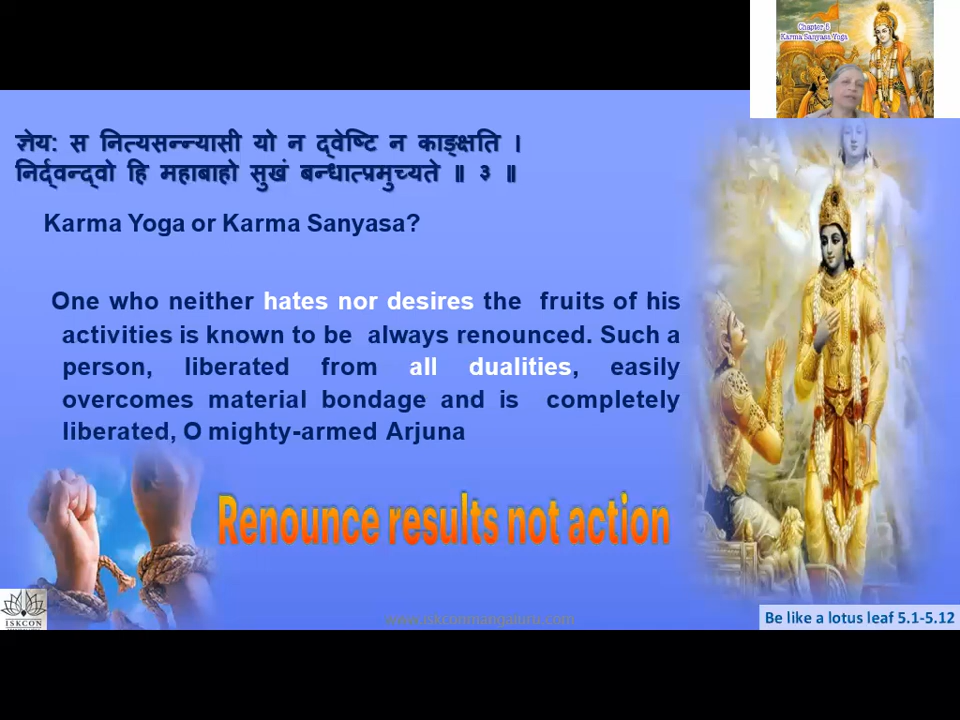 Chapter 5
Karma Sanyasa Yoga
ज्ञेय: स नित्यसन्न्यासी यो न द्वेष्टि न काङ्क्षति ।
निर्द्वन्द्वो हि महाबाहो सुखं बन्धात्प्रमुच्यते ॥ ३ ॥
Karma Yoga or Karma Sanyasa?
One who neither hates nor desires the fruits of his
activities is known to be always renounced. Such a
person, liberated from all dualities, easily
overcomes material bondage and is completely
liberated, O mighty-armed Arjuna
Renounce results not action
ISKCON
www.iskconmangaluru.com
Be like a lotus leaf 5.1-5.12